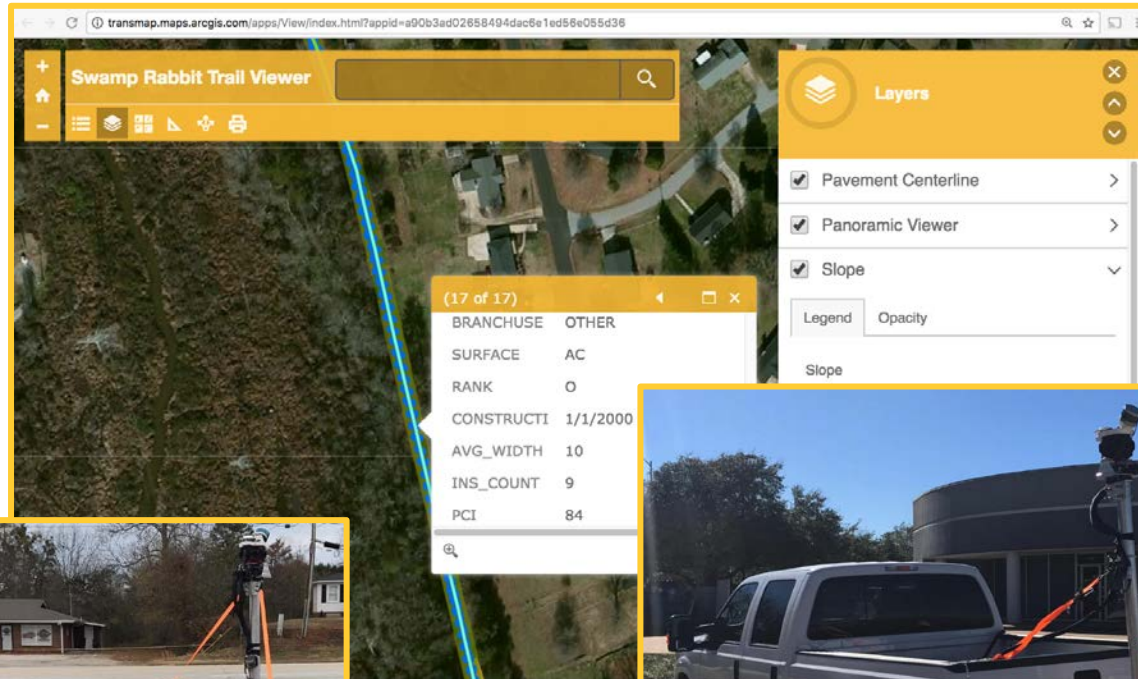 transmap.maps.arcgis.com/apps/View/index.html?appid=a90b3ad02658494dac6e1ed56e055d36
Swamp Rabbit Trail Viewer
Layers
Pavement Centerline
Panoramic Viewer
Slope
Legend Opacity
Slope
(17 of 17)
BRANCHUSE OTHER
SURFACE AC
RANK O
CONSTRUCTI 1/1/2000
AVG_WIDTH 10
INS_COUNT 9
PCI 84